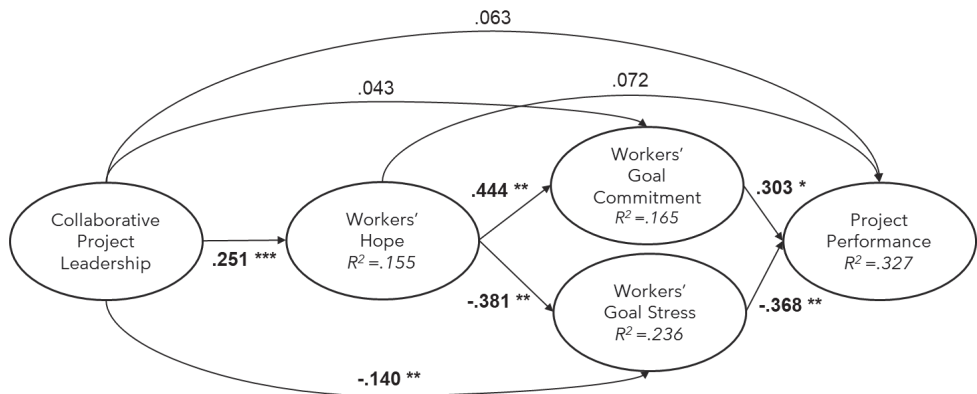 .063
.043
.072
Collaborative
Project
Leadership
.251 ***
Workers’
Hope
R² =.155
.444 **
-.381 **
Workers’
Goal
Commitment
R² =.165
Workers’
Goal Stress
R² =.236
.303 *
-.368 **
Project
Performance
R² =.327
-.140 **